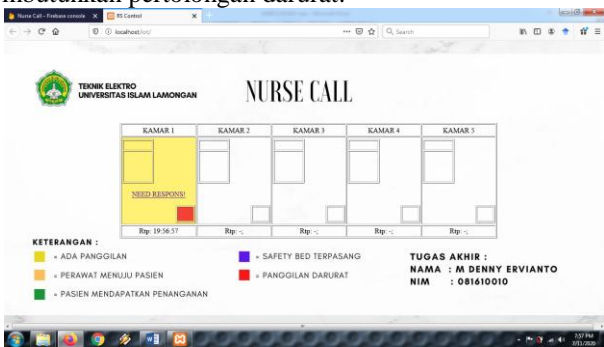 mbutuhkan pertolongan darurat.
Nurse Call - Firebase console
RS Control
localhost/iot/
Search
TEKNIK ELEKTRO
UNIVERSITAS ISLAM LAMONGAN
NURSE CALL
KAMAR 1 KAMAR 2 KAMAR 3 KAMAR 4 KAMAR 5
NEED RESPONS!
Rtp: 19:56:57 Rtp: -; Rtp: -; Rtp: -; Rtp: -;
KETERANGAN :
= ADA PANGGILAN
= PERAWAT MENUJU PASIEN
= PASIEN MENDAPATKAN PENANGANAN
= SAFETY BED TERPASANG
= PANGGILAN DARURAT
TUGAS AKHIR :
NAMA : M DENNY ERVIANTO
NIM : 081610010
7:57 PM
7/11/2020